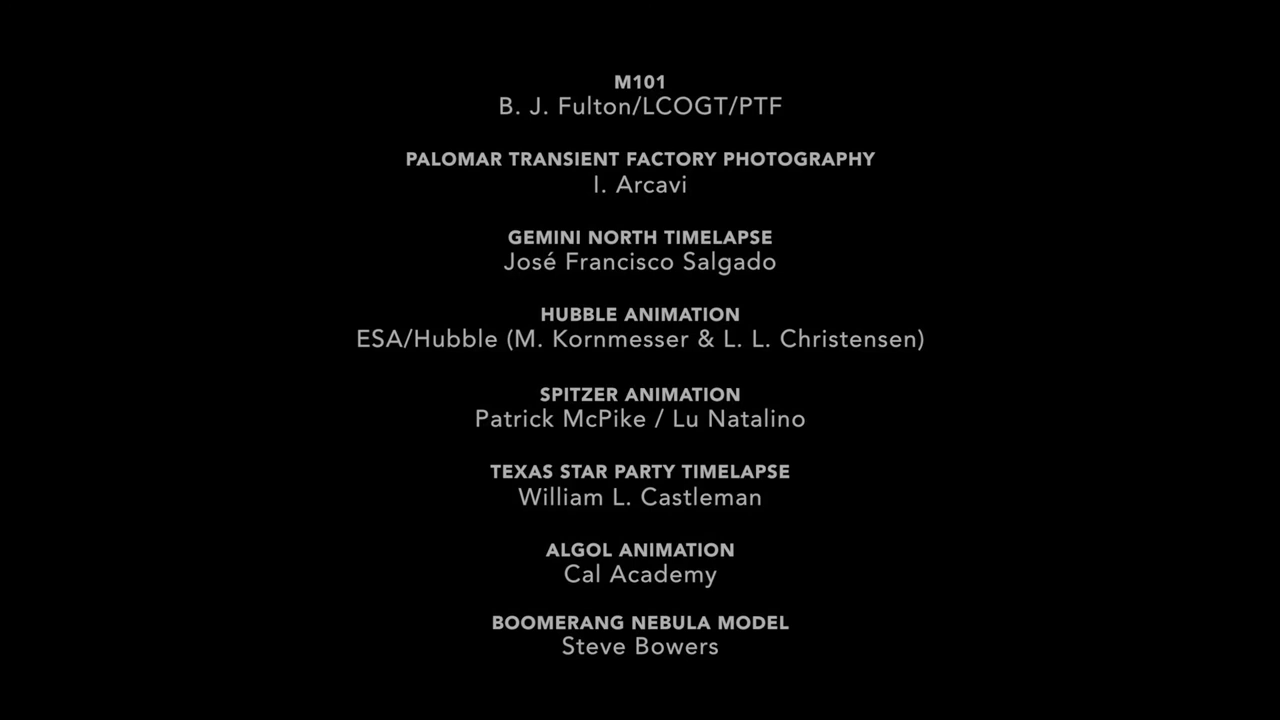 M101
B. J. Fulton/LCOGT/PTF
PALOMAR TRANSIENT FACTORY PHOTOGRAPHY
I. Arcavi
GEMINI NORTH TIMELAPSE
José Francisco Salgado
HUBBLE ANIMATION
ESA/Hubble (M. Kornmesser & L. L. Christensen)
SPITZER ANIMATION
Patrick McPike / Lu Natalino
TEXAS STAR PARTY TIMELAPSE
William L. Castleman
ALGOL ANIMATION
Cal Academy
BOOMERANG NEBULA MODEL
Steve Bowers